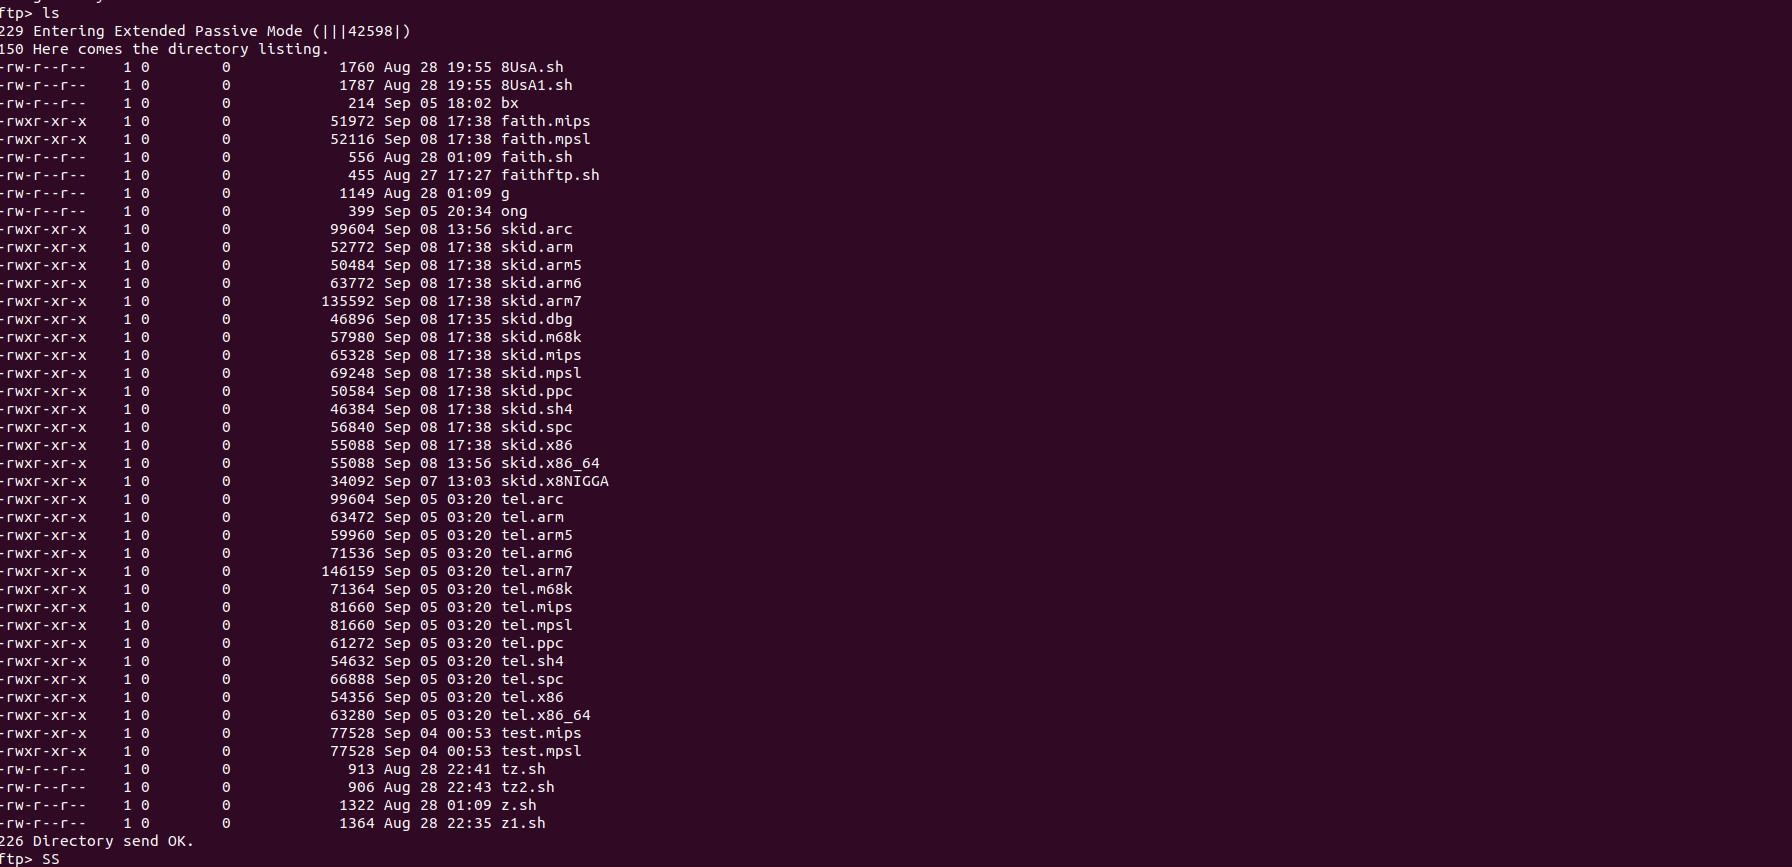 ftp> ls
229 Entering Extended Passive Mode (|||42598|)
150 Here comes the directory listing.
-rw-r--r-- 1 0 0 1760 Aug 28 19:55 8UsA.sh
-rw-r--r-- 1 0 0 1787 Aug 28 19:55 8UsA1.sh
-rw-r--r-- 1 0 0 214 Sep 05 18:02 bx
-rwxr-xr-x 1 0 0 51972 Sep 08 17:38 faith.mips
-rwxr-xr-x 1 0 0 52116 Sep 08 17:38 faith.mpsl
-rw-r--r-- 1 0 0 556 Aug 28 01:09 faith.sh
-rw-r--r-- 1 0 0 455 Aug 27 17:27 faithftp.sh
-rw-r--r-- 1 0 0 1149 Aug 28 01:09 g
-rw-r--r-- 1 0 0 399 Sep 05 20:34 ong
-rwxr-xr-x 1 0 0 99604 Sep 08 13:56 skid.arc
-rwxr-xr-x 1 0 0 52772 Sep 08 17:38 skid.arm
-rwxr-xr-x 1 0 0 50484 Sep 08 17:38 skid.arm5
-rwxr-xr-x 1 0 0 63772 Sep 08 17:38 skid.arm6
-rwxr-xr-x 1 0 0 135592 Sep 08 17:38 skid.arm7
-rwxr-xr-x 1 0 0 46896 Sep 08 17:35 skid.dbg
-rwxr-xr-x 1 0 0 57980 Sep 08 17:38 skid.m68k
-rwxr-xr-x 1 0 0 65328 Sep 08 17:38 skid.mips
-rwxr-xr-x 1 0 0 69248 Sep 08 17:38 skid.mpsl
-rwxr-xr-x 1 0 0 50584 Sep 08 17:38 skid.ppc
-rwxr-xr-x 1 0 0 46384 Sep 08 17:38 skid.sh4
-rwxr-xr-x 1 0 0 56840 Sep 08 17:38 skid.spc
-rwxr-xr-x 1 0 0 55088 Sep 08 17:38 skid.x86
-rwxr-xr-x 1 0 0 55088 Sep 08 13:56 skid.x86_64
-rwxr-xr-x 1 0 0 34092 Sep 07 13:03 skid.x8NIGGA
-rwxr-xr-x 1 0 0 99604 Sep 05 03:20 tel.arc
-rwxr-xr-x 1 0 0 63472 Sep 05 03:20 tel.arm
-rwxr-xr-x 1 0 0 59960 Sep 05 03:20 tel.arm5
-rwxr-xr-x 1 0 0 71536 Sep 05 03:20 tel.arm6
-rwxr-xr-x 1 0 0 146159 Sep 05 03:20 tel.arm7
-rwxr-xr-x 1 0 0 71364 Sep 05 03:20 tel.m68k
-rwxr-xr-x 1 0 0 81660 Sep 05 03:20 tel.mips
-rwxr-xr-x 1 0 0 81660 Sep 05 03:20 tel.mpsl
-rwxr-xr-x 1 0 0 61272 Sep 05 03:20 tel.ppc
-rwxr-xr-x 1 0 0 54632 Sep 05 03:20 tel.sh4
-rwxr-xr-x 1 0 0 66888 Sep 05 03:20 tel.spc
-rwxr-xr-x 1 0 0 54356 Sep 05 03:20 tel.x86
-rwxr-xr-x 1 0 0 63280 Sep 05 03:20 tel.x86_64
-rwxr-xr-x 1 0 0 77528 Sep 04 00:53 test.mips
-rwxr-xr-x 1 0 0 77528 Sep 04 00:53 test.mpsl
-rw-r--r-- 1 0 0 913 Aug 28 22:41 tz.sh
-rw-r--r-- 1 0 0 906 Aug 28 22:43 tz2.sh
-rw-r--r-- 1 0 0 1322 Aug 28 01:09 z.sh
-rw-r--r-- 1 0 0 1364 Aug 28 22:35 z1.sh
226 Directory send OK.
ftp> SS